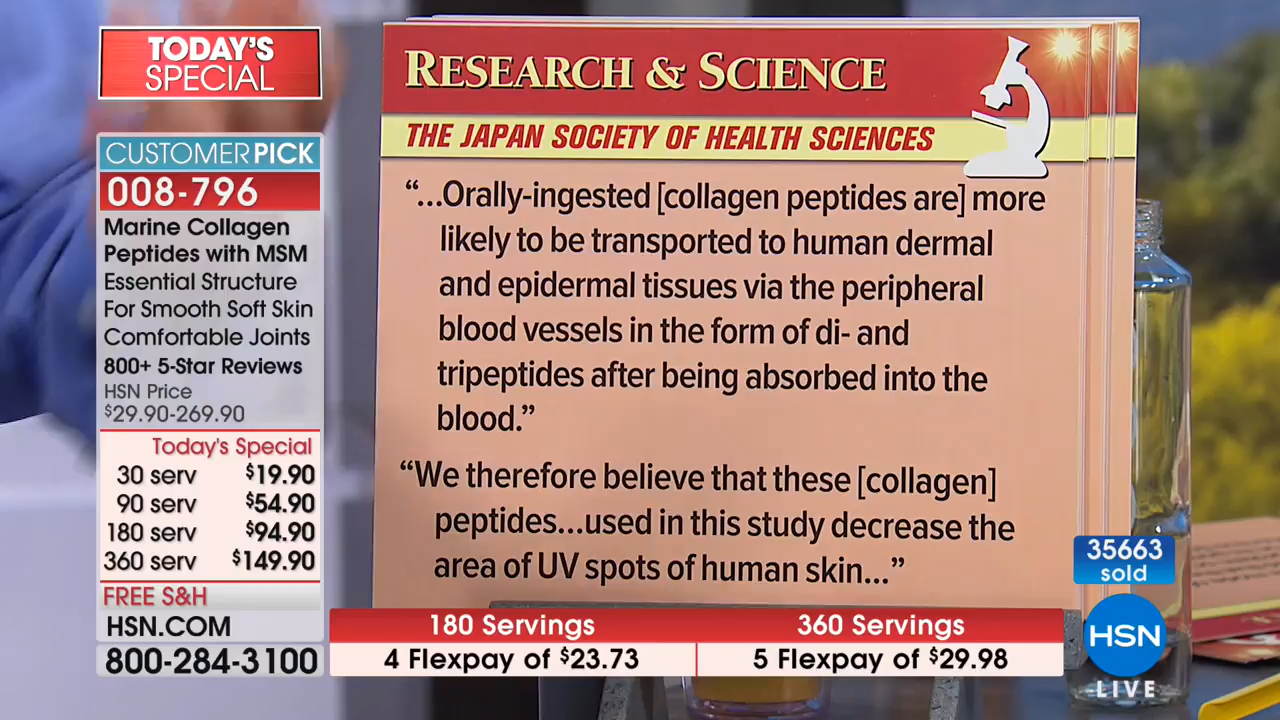 TODAY'S
SPECIAL
CUSTOMER PICK
008-796
Marine Collagen
Peptides with MSM
Essential Structure
For Smooth Soft Skin
Comfortable Joints
800+ 5-Star Reviews
HSN Price
$29.90-269.90
Today's Special
30 serv $19.90
90 serv $54.90
180 serv $94.90
360 serv $149.90
FREE S&H
HSN.COM
800-284-3100
RESEARCH & SCIENCE
THE JAPAN SOCIETY OF HEALTH SCIENCES
“...Orally-ingested [collagen peptides are] more
likely to be transported to human dermal
and epidermal tissues via the peripheral
blood vessels in the form of di- and
tripeptides after being absorbed into the
blood.”
“We therefore believe that these [collagen]
peptides...used in this study decrease the
area of UV spots of human skin...”
35663
sold
180 Servings
4 Flexpay of $23.73
360 Servings
5 Flexpay of $29.98
HSN
LIVE